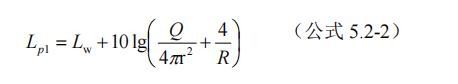 L_{p1} = L_w + 10 lg(Q/4πr² + 4/R) （公式 5.2-2）